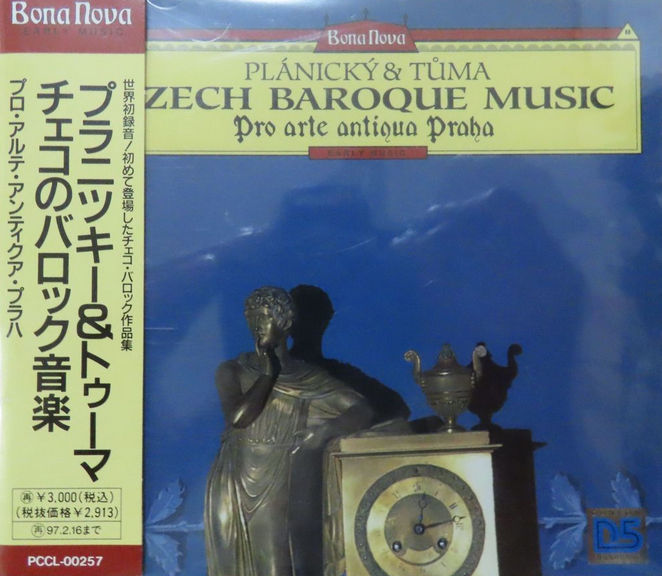 Bona Nova
EARLY MUSIC
世界初録音!初めて登場したチェコ・バロック作品集
プラニツキー&トゥーマ
チェコのバロック音楽
プロ・アルテ・アンティクア・プラハ
再 ¥3,000(税込)
(税抜価格¥2,913)
再 97.2.16まで
PCCL-00257
Bona Nova
PLÁNICKÝ & TŮMA
ZECH BAROQUE MUSIC
Pro arte antiqua Praha
EARLY MUSIC